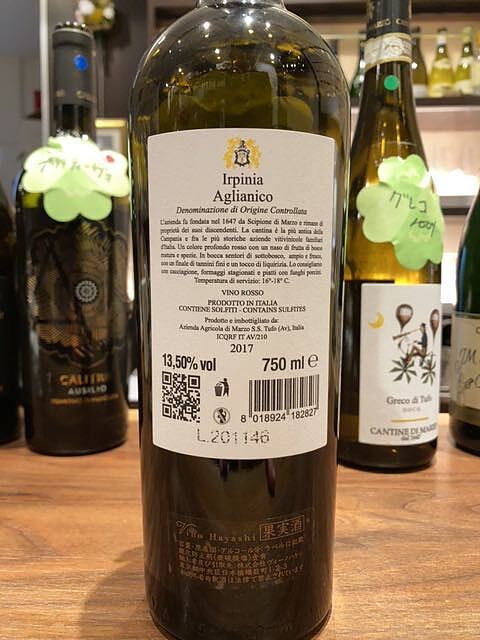 Irpinia
Aglianico
Denominazione di Origine Controllata
L'azienda fu fondata nel 1647 da Scipione di Marzo e rimane di
proprietà dei suoi discendenti. La cantina è la più antica della
Campania e fra le più storiche aziende vitivinicole familiari
d'Italia. Un colore profondo rosso con un naso di frutta di bosco
matura e spezie. In bocca sentori di sottobosco, ampio e fresco,
con un finale di tannini fini e un tocco di liquirizia. Lo consigliamo
con cacciagione, formaggi stagionati e piatti con funghi porcini.
Temperatura di servizio: 16°-18° C.
VINO ROSSO
PRODOTTO IN ITALIA
CONTIENE SOLFITI - CONTAINS SULFITES
Prodotto e imbottigliato da:
Azienda Agricola di Marzo S.S. Tufo (Av), Italia
ICQRF IT AV/210
2017
13,50% vol
750 ml e
8 018924 182827
L.201146
Vino Hayashi 果実酒
CALITRO
AUSILIO
グレコ
Greco di Tufo
CANTINE DI MARZO
dal 1647